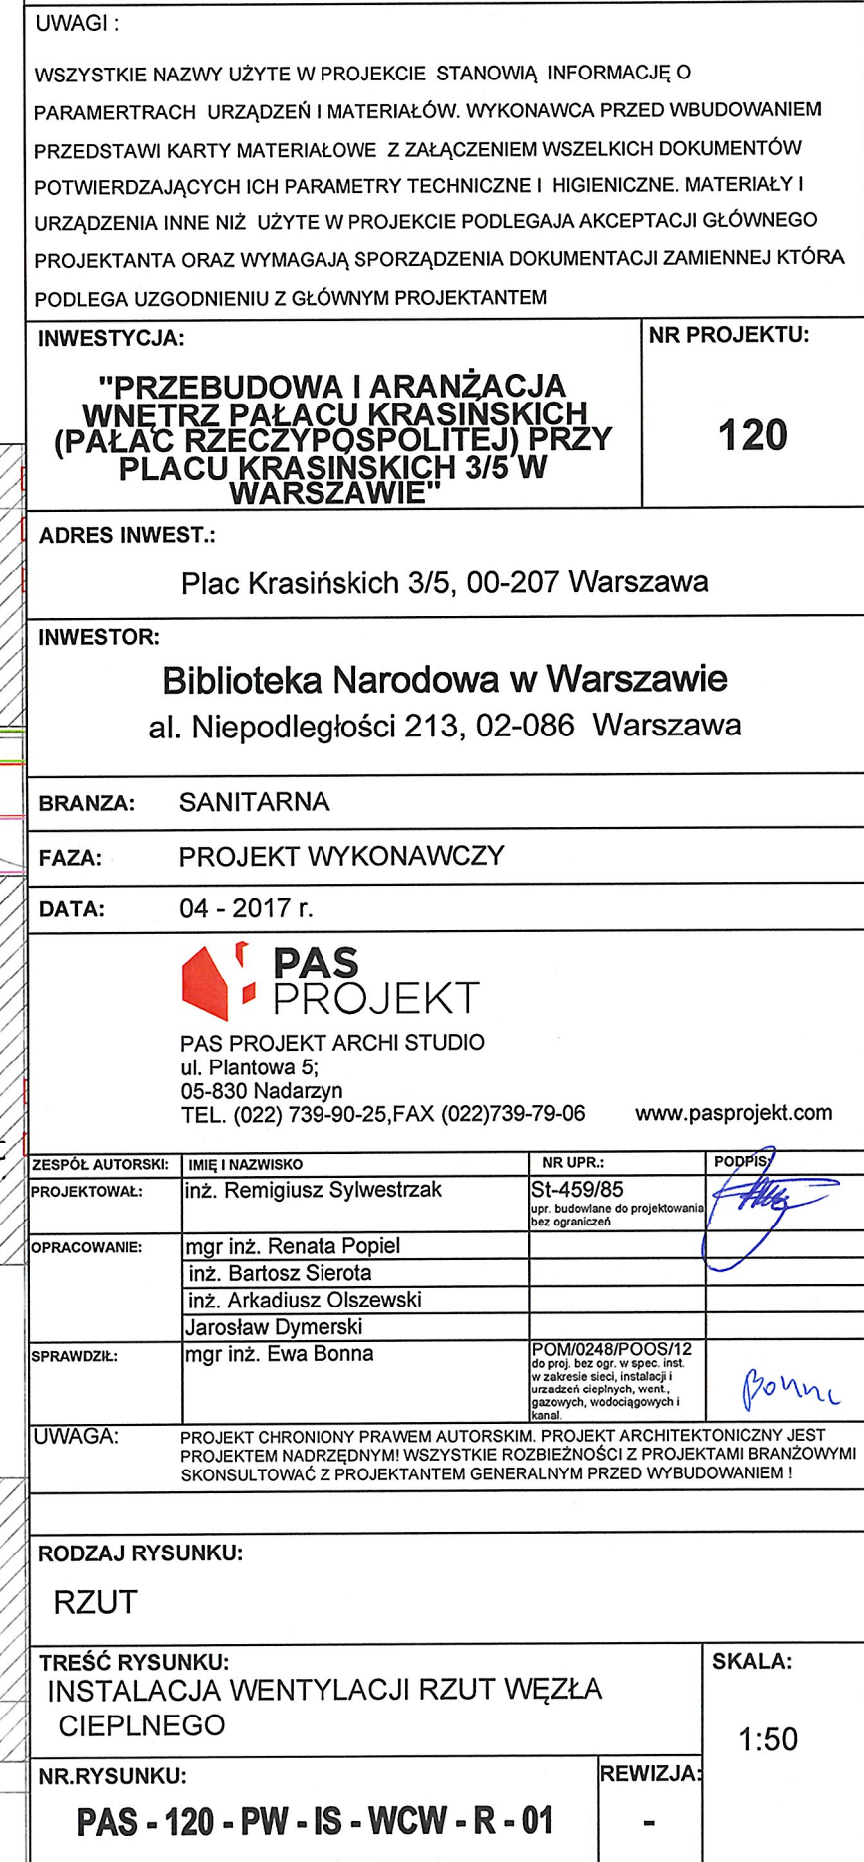 UWAGI :
WSZYSTKIE NAZWY UŻYTE W PROJEKCIE STANOWIĄ INFORMACJĘ O
PARAMERTRACH URZĄDZEŃ I MATERIAŁÓW. WYKONAWCA PRZED WBUDOWANIEM
PRZEDSTAWI KARTY MATERIAŁOWE Z ZAŁĄCZENIEM WSZELKICH DOKUMENTÓW
POTWIERDZAJĄCYCH ICH PARAMETRY TECHNICZNE I HIGIENICZNE. MATERIAŁY I
URZĄDZENIA INNE NIŻ UŻYTE W PROJEKCIE PODLEGAJA AKCEPTACJI GŁÓWNEGO
PROJEKTANTA ORAZ WYMAGAJĄ SPORZĄDZENIA DOKUMENTACJI ZAMIENNEJ KTÓRA
PODLEGA UZGODNIENIU Z GŁÓWNYM PROJEKTANTEM
INWESTYCJA:
"PRZEBUDOWA I ARANŻACJA
WNĘTRZ PAŁACU KRASIŃSKICH
(PAŁAC RZECZYPOSPOLITEJ) PRZY
PLACU KRASIŃSKICH 3/5 W
WARSZAWIE"
NR PROJEKTU:
120
ADRES INWEST.:
Plac Krasińskich 3/5, 00-207 Warszawa
INWESTOR:
Biblioteka Narodowa w Warszawie
al. Niepodległości 213, 02-086 Warszawa
BRANZA: SANITARNA
FAZA: PROJEKT WYKONAWCZY
DATA: 04 - 2017 r.
PAS
PROJEKT
PAS PROJEKT ARCHI STUDIO
ul. Plantowa 5;
05-830 Nadarzyn
TEL. (022) 739-90-25,FAX (022)739-79-06 www.pasprojekt.com
ZESPÓŁ AUTORSKI: IMIĘ I NAZWISKO NR UPR.: PODPIS:
PROJEKTOWAŁ: inż. Remigiusz Sylwestrzak St-459/85
upr. budowlane do projektowania
bez ograniczeń
OPRACOWANIE: mgr inż. Renata Popiel
inż. Bartosz Sierota
inż. Arkadiusz Olszewski
Jarosław Dymerski
SPRAWDZIŁ: mgr inż. Ewa Bonna POM/0248/POOS/12
do proj. bez ogr. w spec. inst.
w zakresie sieci, instalacji i
urzadzeń cieplnych, went.,
gazowych, wodociągowych i
kanal.
Bonna
UWAGA: PROJEKT CHRONIONY PRAWEM AUTORSKIM. PROJEKT ARCHITEKTONICZNY JEST
PROJEKTEM NADRZĘDNYM! WSZYSTKIE ROZBIEŻNOŚCI Z PROJEKTAMI BRANŻOWYMI
SKONSULTOWAĆ Z PROJEKTANTEM GENERALNYM PRZED WYBUDOWANIEM !
RODZAJ RYSUNKU:
RZUT
TREŚĆ RYSUNKU:
INSTALACJA WENTYLACJI RZUT WĘZŁA
CIEPLNEGO
SKALA:
1:50
NR.RYSUNKU:
PAS - 120 - PW - IS - WCW - R - 01
REWIZJA:
-